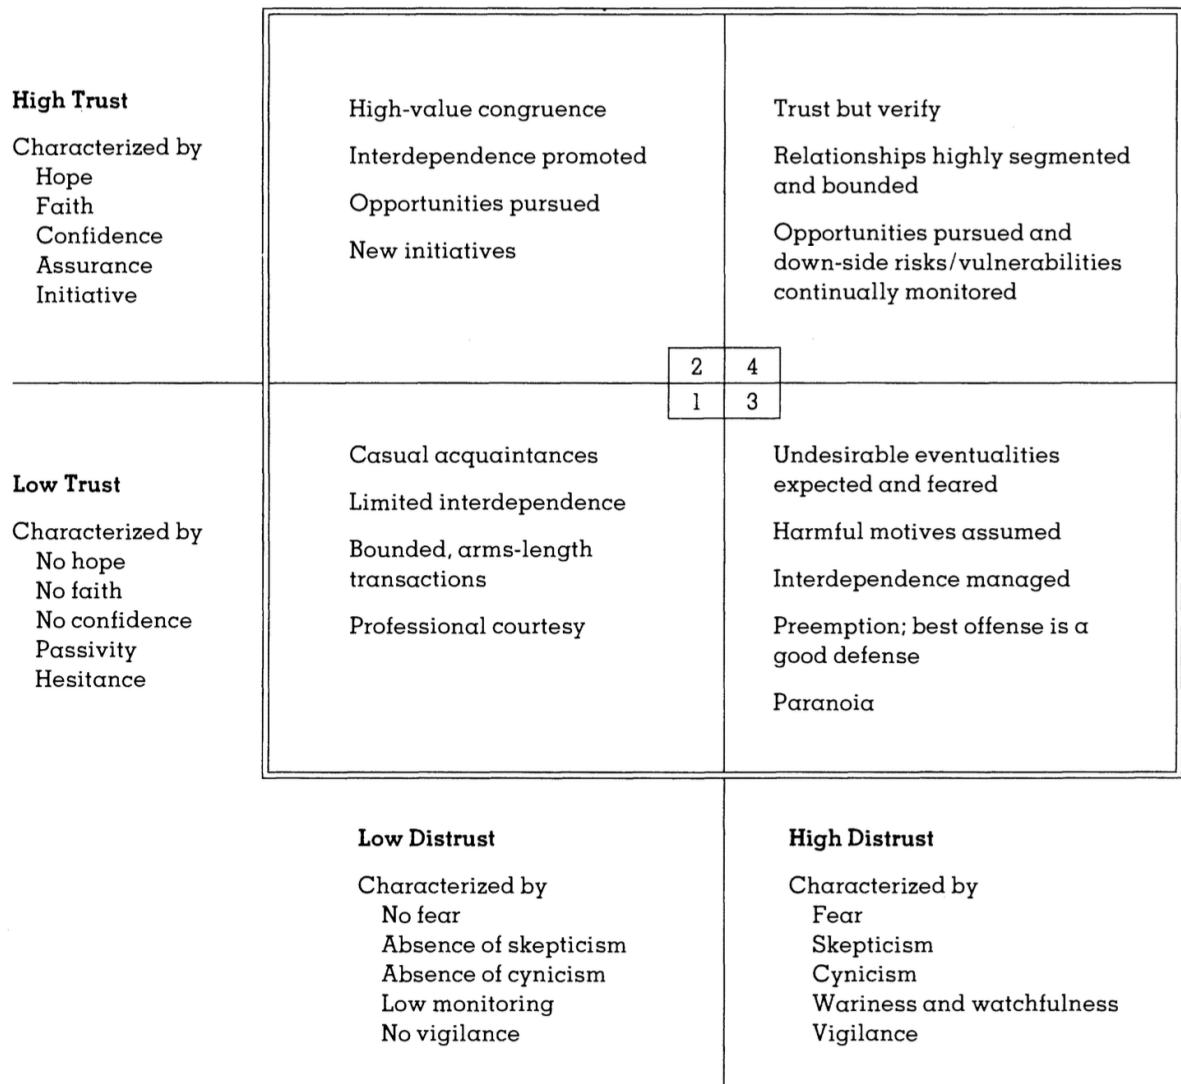 High Trust
Characterized by
Hope
Faith
Confidence
Assurance
Initiative
High-value congruence
Interdependence promoted
Opportunities pursued
New initiatives
Trust but verify
Relationships highly segmented
and bounded
Opportunities pursued and
down-side risks/vulnerabilities
continually monitored
2 4
1 3
Low Trust
Characterized by
No hope
No faith
No confidence
Passivity
Hesitance
Casual acquaintances
Limited interdependence
Bounded, arms-length
transactions
Professional courtesy
Undesirable eventualities
expected and feared
Harmful motives assumed
Interdependence managed
Preemption; best offense is a
good defense
Paranoia
Low Distrust
Characterized by
No fear
Absence of skepticism
Absence of cynicism
Low monitoring
No vigilance
High Distrust
Characterized by
Fear
Skepticism
Cynicism
Wariness and watchfulness
Vigilance